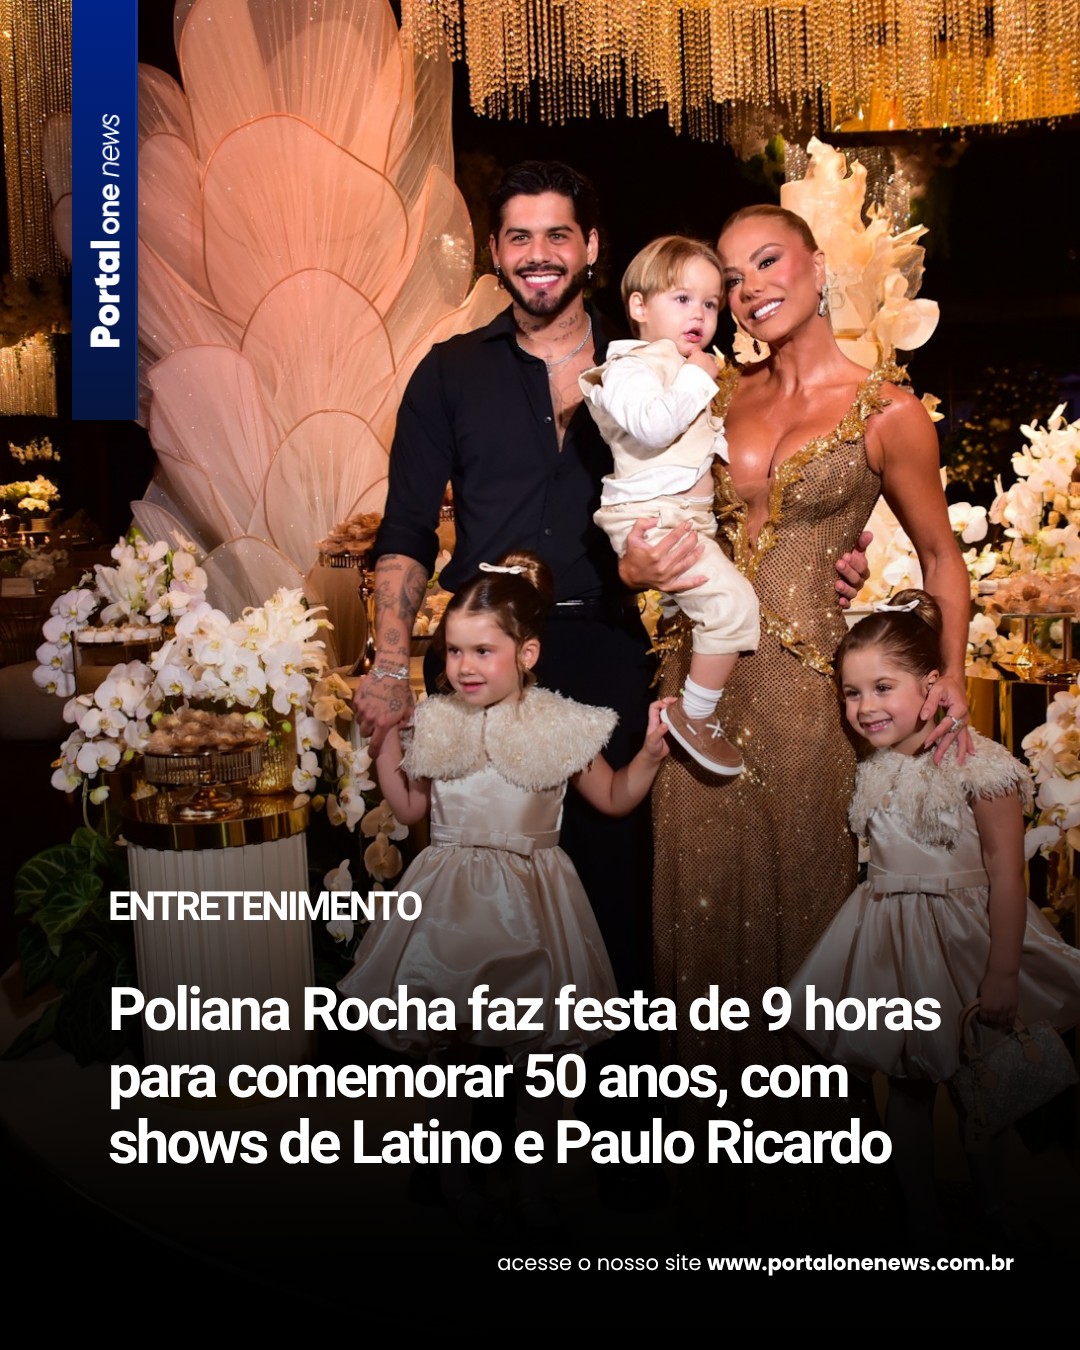 Portal one news
ENTRETENIMENTO
Poliana Rocha faz festa de 9 horas
para comemorar 50 anos, com
shows de Latino e Paulo Ricardo
acesse o nosso site www.portalonenews.com.br